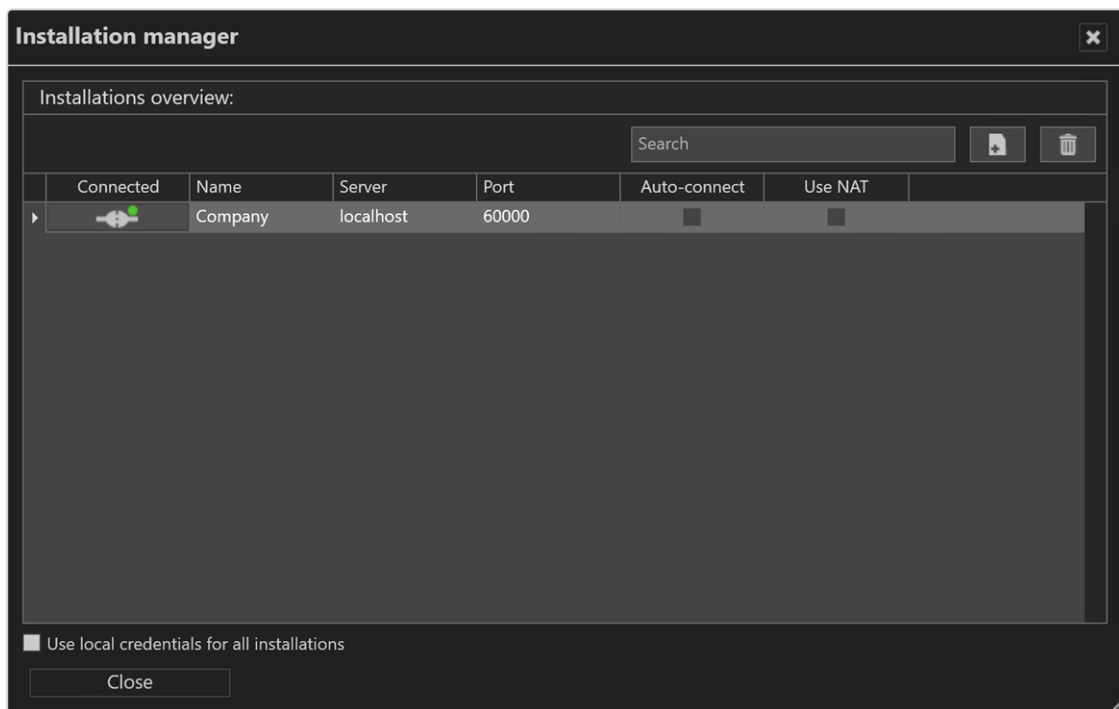 Installation manager
Installations overview:
Search
Connected Name Server Port Auto-connect Use NAT
Company localhost 60000
Use local credentials for all installations
Close